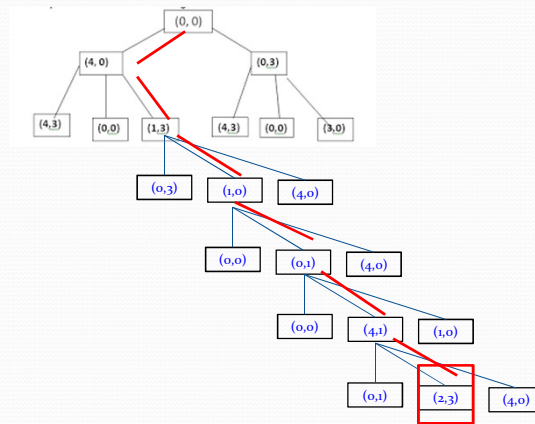 (0, 0)
(4, 0) (0,3)
(4,3) (0,0) (1,3) (4,3) (0,0) (3,0)
(0,3) (1,0) (4,0)
(0,0) (0,1) (4,0)
(0,0) (4,1) (1,0)
(0,1) (2,3) (4,0)